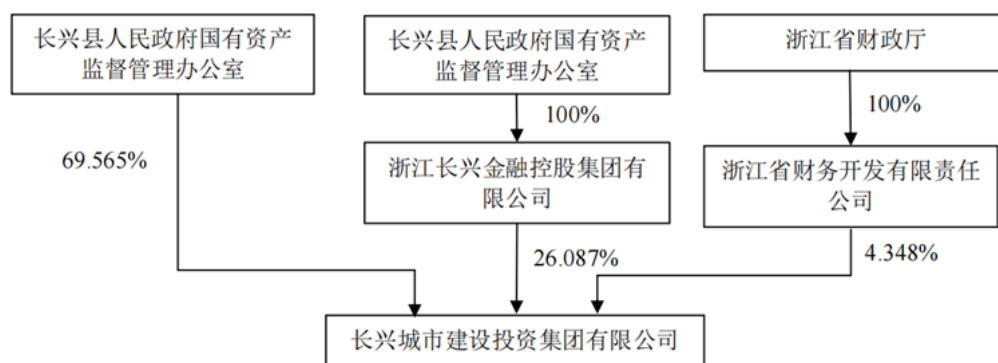 长兴县人民政府国有资产
监督管理办公室
长兴县人民政府国有资产
监督管理办公室
浙江省财政厅
100%
100%
69.565%
浙江长兴金融控股集团有
限公司
浙江省财务开发有限责任
公司
26.087%
4.348%
长兴城市建设投资集团有限公司